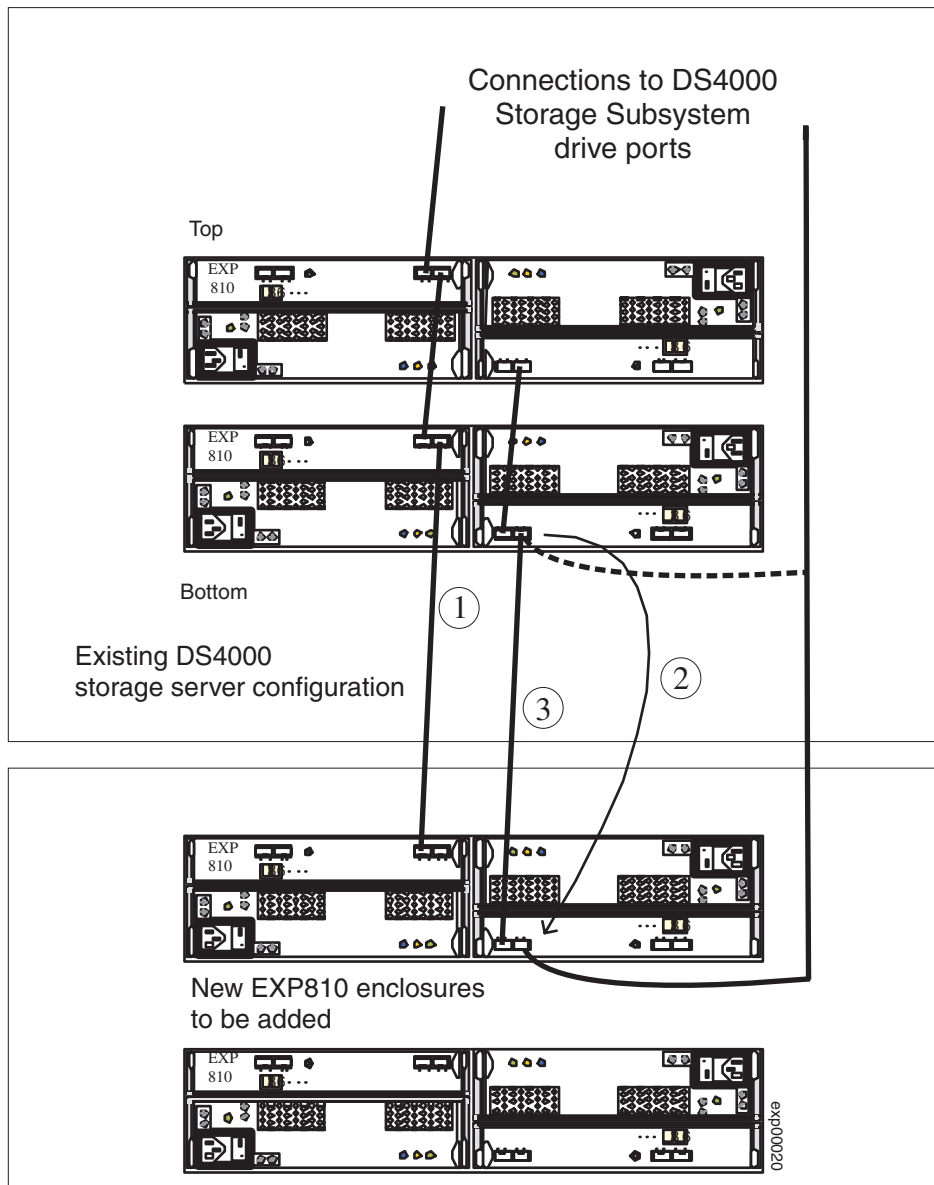 Connections to DS4000
Storage Subsystem
drive ports
Top
EXP
810
EXP
810
Bottom
1
Existing DS4000
storage server configuration
2
3
EXP
810
New EXP810 enclosures
to be added
EXP
810
exp00020